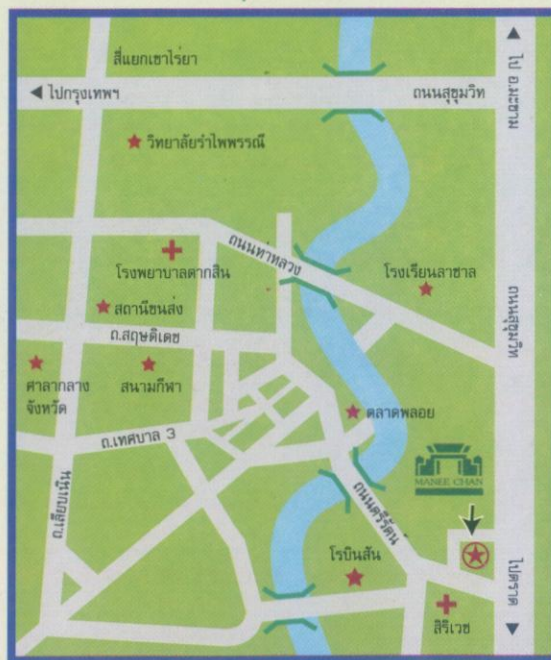 สี่แยกเขาไร่ยา
◄ ไปกรุงเทพฯ
ถนนสุขุมวิท
ไป อ.มะขาม
วิทยาลัยรำไพพรรณี
ถนนท่าหลวง
โรงพยาบาลตากสิน
โรงเรียนลาซาล
สถานีขนส่ง
ถนนสุขุมวิท
ถ.สฤษดิเดช
ศาลากลาง
จังหวัด
สนามกีฬา
ตลาดพลอย
ถ.เทศบาล 3
MANEE CHAN
ถ.เลียบเนิน
ถนนตรีรัตน์
โรบินสัน
ไปตราด
สิริเวช